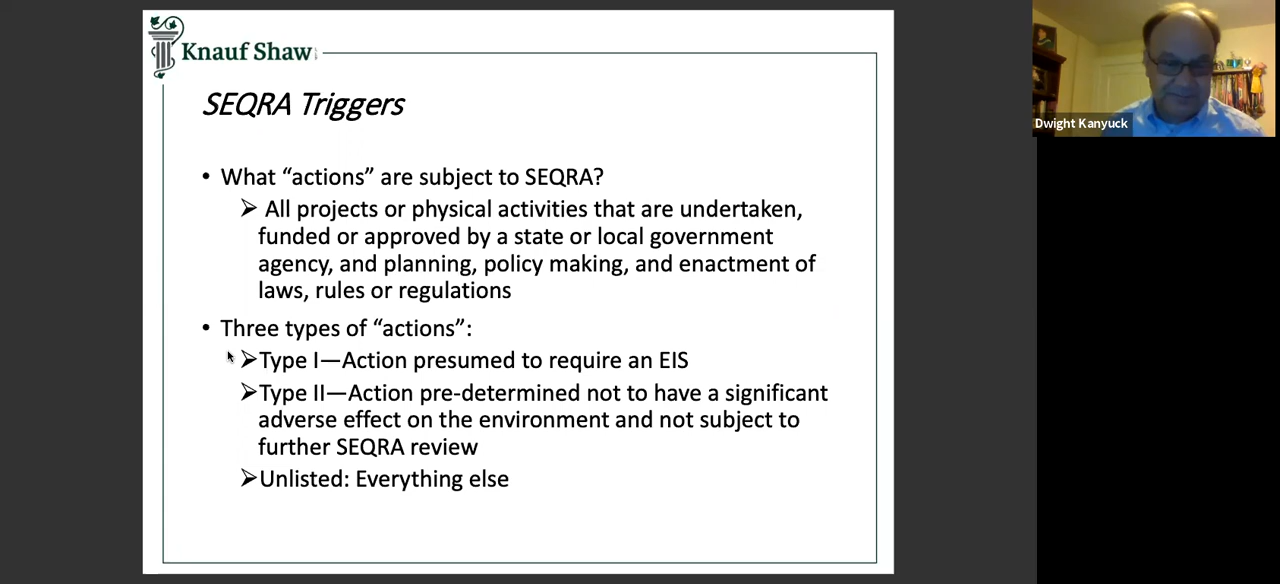 Knauf Shaw
SEQRA Triggers
• What “actions” are subject to SEQRA?
➢ All projects or physical activities that are undertaken,
funded or approved by a state or local government
agency, and planning, policy making, and enactment of
laws, rules or regulations
• Three types of “actions”:
➢Type I—Action presumed to require an EIS
➢Type II—Action pre-determined not to have a significant
adverse effect on the environment and not subject to
further SEQRA review
➢Unlisted: Everything else
Dwight Kanyuck